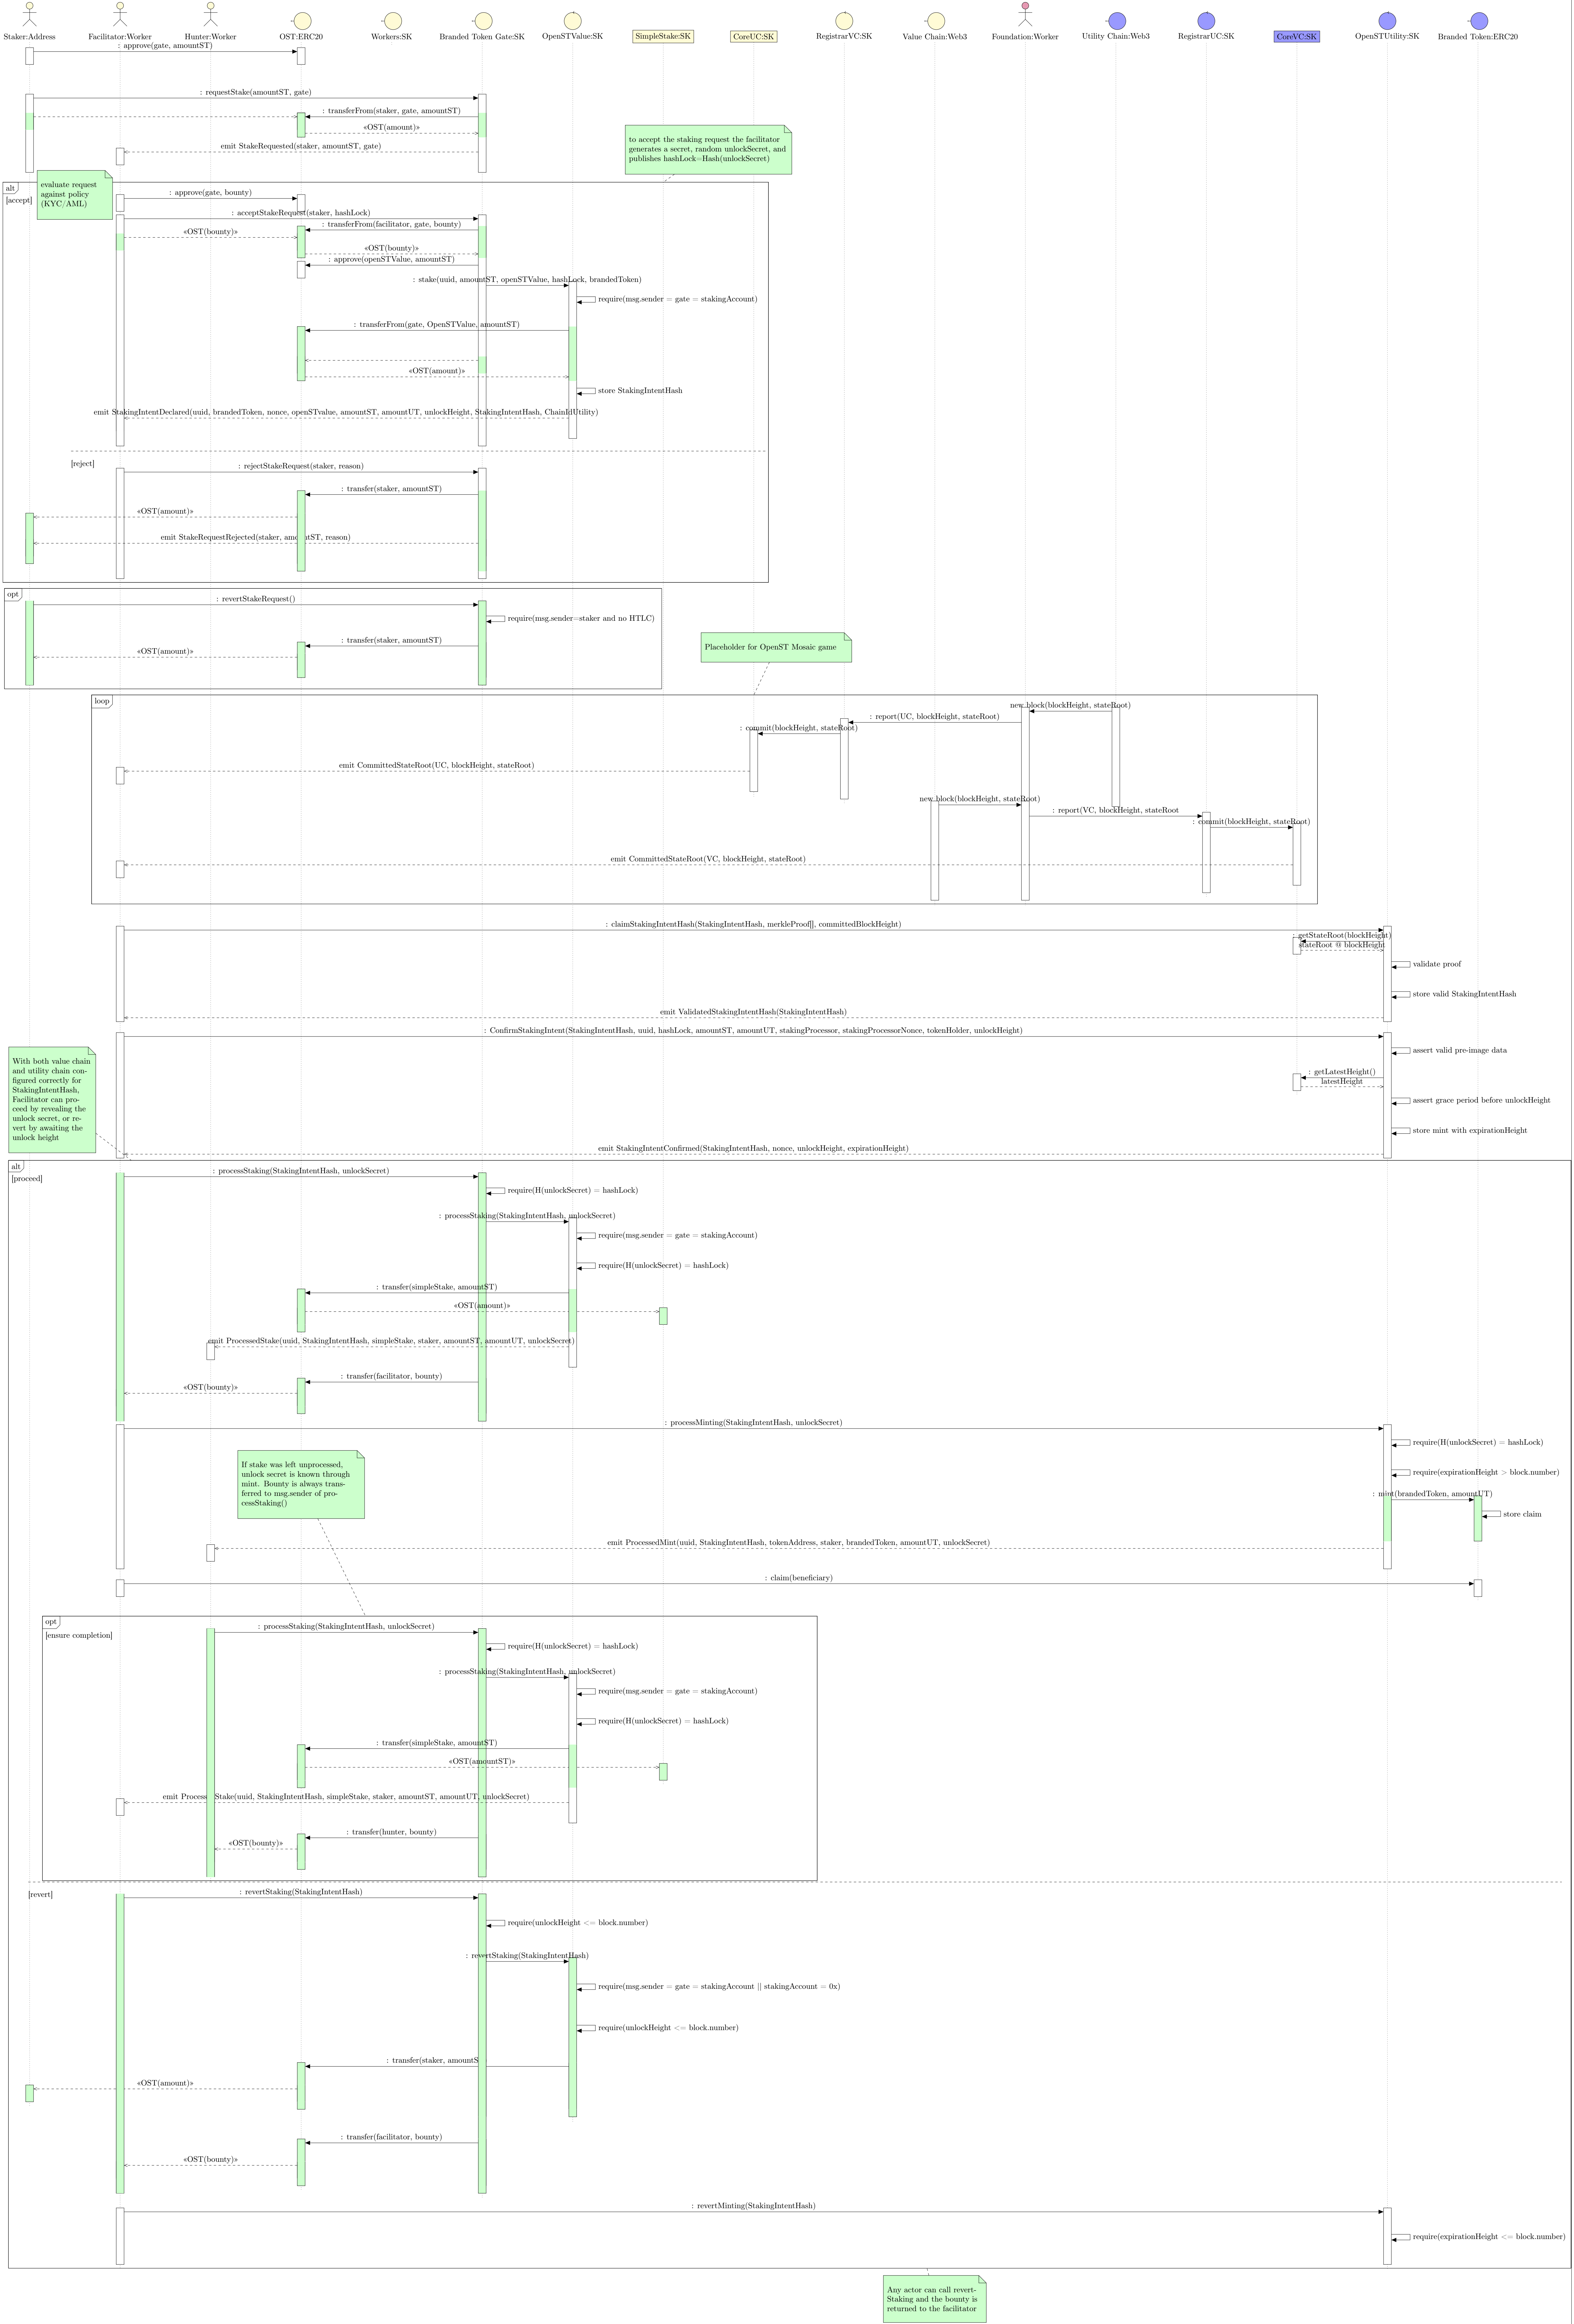 Staker:Address
Facilitator:Worker
Hunter:Worker
OST:ERC20
Workers:SK
Branded Token Gate:SK
OpenSTValue:SK
SimpleStake:SK
CoreUC:SK
RegistrarVC:SK
Value Chain:Web3
Foundation:Worker
Utility Chain:Web3
RegistrarUC:SK
CoreVC:SK
OpenSTUtility:SK
Branded Token:ERC20
: approve(gate, amountST)
: requestStake(amountST, gate)
: transferFrom(staker, gate, amountST)
«OST(amount)»
emit StakeRequested(staker, amountST, gate)
to accept the staking request the facilitator
generates a secret, random unlockSecret, and
publishes hashLock=Hash(unlockSecret)
alt
[accept]
evaluate request
against policy
(KYC/AML)
: approve(gate, bounty)
: acceptStakeRequest(staker, hashLock)
: transferFrom(facilitator, gate, bounty)
«OST(bounty)»
«OST(bounty)»
: approve(openSTValue, amountST)
: stake(uuid, amountST, openSTValue, hashLock, brandedToken)
require(msg.sender = gate = stakingAccount)
: transferFrom(gate, OpenSTValue, amountST)
«OST(amount)»
store StakingIntentHash
emit StakingIntentDeclared(uuid, brandedToken, nonce, openSTvalue, amountST, amountUT, unlockHeight, StakingIntentHash, ChainIdUtility)
[reject]
: rejectStakeRequest(staker, reason)
: transfer(staker, amountST)
«OST(amount)»
emit StakeRequestRejected(staker, amountST, reason)
opt
: revertStakeRequest()
require(msg.sender=staker and no HTLC)
: transfer(staker, amountST)
«OST(amount)»
Placeholder for OpenST Mosaic game
loop
new block(blockHeight, stateRoot)
: report(UC, blockHeight, stateRoot)
: commit(blockHeight, stateRoot)
emit CommittedStateRoot(UC, blockHeight, stateRoot)
new block(blockHeight, stateRoot)
: report(VC, blockHeight, stateRoot
: commit(blockHeight, stateRoot)
emit CommittedStateRoot(VC, blockHeight, stateRoot)
: claimStakingIntentHash(StakingIntentHash, merkleProof[], committedBlockHeight)
: getStateRoot(blockHeight)
stateRoot @ blockHeight
validate proof
store valid StakingIntentHash
emit ValidatedStakingIntentHash(StakingIntentHash)
: ConfirmStakingIntent(StakingIntentHash, uuid, hashLock, amountST, amountUT, stakingProcessor, stakingProcessorNonce, tokenHolder, unlockHeight)
assert valid pre-image data
With both value chain
and utility chain con-
figured correctly for
StakingIntentHash,
Facilitator can pro-
ceed by revealing the
unlock secret, or re-
vert by awaiting the
unlock height
: getLatestHeight()
latestHeight
assert grace period before unlockHeight
store mint with expirationHeight
emit StakingIntentConfirmed(StakingIntentHash, nonce, unlockHeight, expirationHeight)
alt
[proceed]
: processStaking(StakingIntentHash, unlockSecret)
require(H(unlockSecret) = hashLock)
: processStaking(StakingIntentHash, unlockSecret)
require(msg.sender = gate = stakingAccount)
require(H(unlockSecret) = hashLock)
: transfer(simpleStake, amountST)
«OST(amount)»
emit ProcessedStake(uuid, StakingIntentHash, simpleStake, staker, amountST, amountUT, unlockSecret)
: transfer(facilitator, bounty)
«OST(bounty)»
: processMinting(StakingIntentHash, unlockSecret)
require(H(unlockSecret) = hashLock)
If stake was left unprocessed,
unlock secret is known through
mint. Bounty is always trans-
ferred to msg.sender of pro-
cessStaking()
require(expirationHeight > block.number)
: mint(brandedToken, amountUT)
store claim
emit ProcessedMint(uuid, StakingIntentHash, tokenAddress, staker, brandedToken, amountUT, unlockSecret)
: claim(beneficiary)
opt
[ensure completion]
: processStaking(StakingIntentHash, unlockSecret)
require(H(unlockSecret) = hashLock)
: processStaking(StakingIntentHash, unlockSecret)
require(msg.sender = gate = stakingAccount)
require(H(unlockSecret) = hashLock)
: transfer(simpleStake, amountST)
«OST(amountST)»
emit Process Stake(uuid, StakingIntentHash, simpleStake, staker, amountST, amountUT, unlockSecret)
: transfer(hunter, bounty)
«OST(bounty)»
[revert]
: revertStaking(StakingIntentHash)
require(unlockHeight <= block.number)
: revertStaking(StakingIntentHash)
require(msg.sender = gate = stakingAccount || stakingAccount = 0x)
require(unlockHeight <= block.number)
: transfer(staker, amountS
«OST(amount)»
: transfer(facilitator, bounty)
«OST(bounty)»
: revertMinting(StakingIntentHash)
require(expirationHeight <= block.number)
Any actor can call revert-
Staking and the bounty is
returned to the facilitator